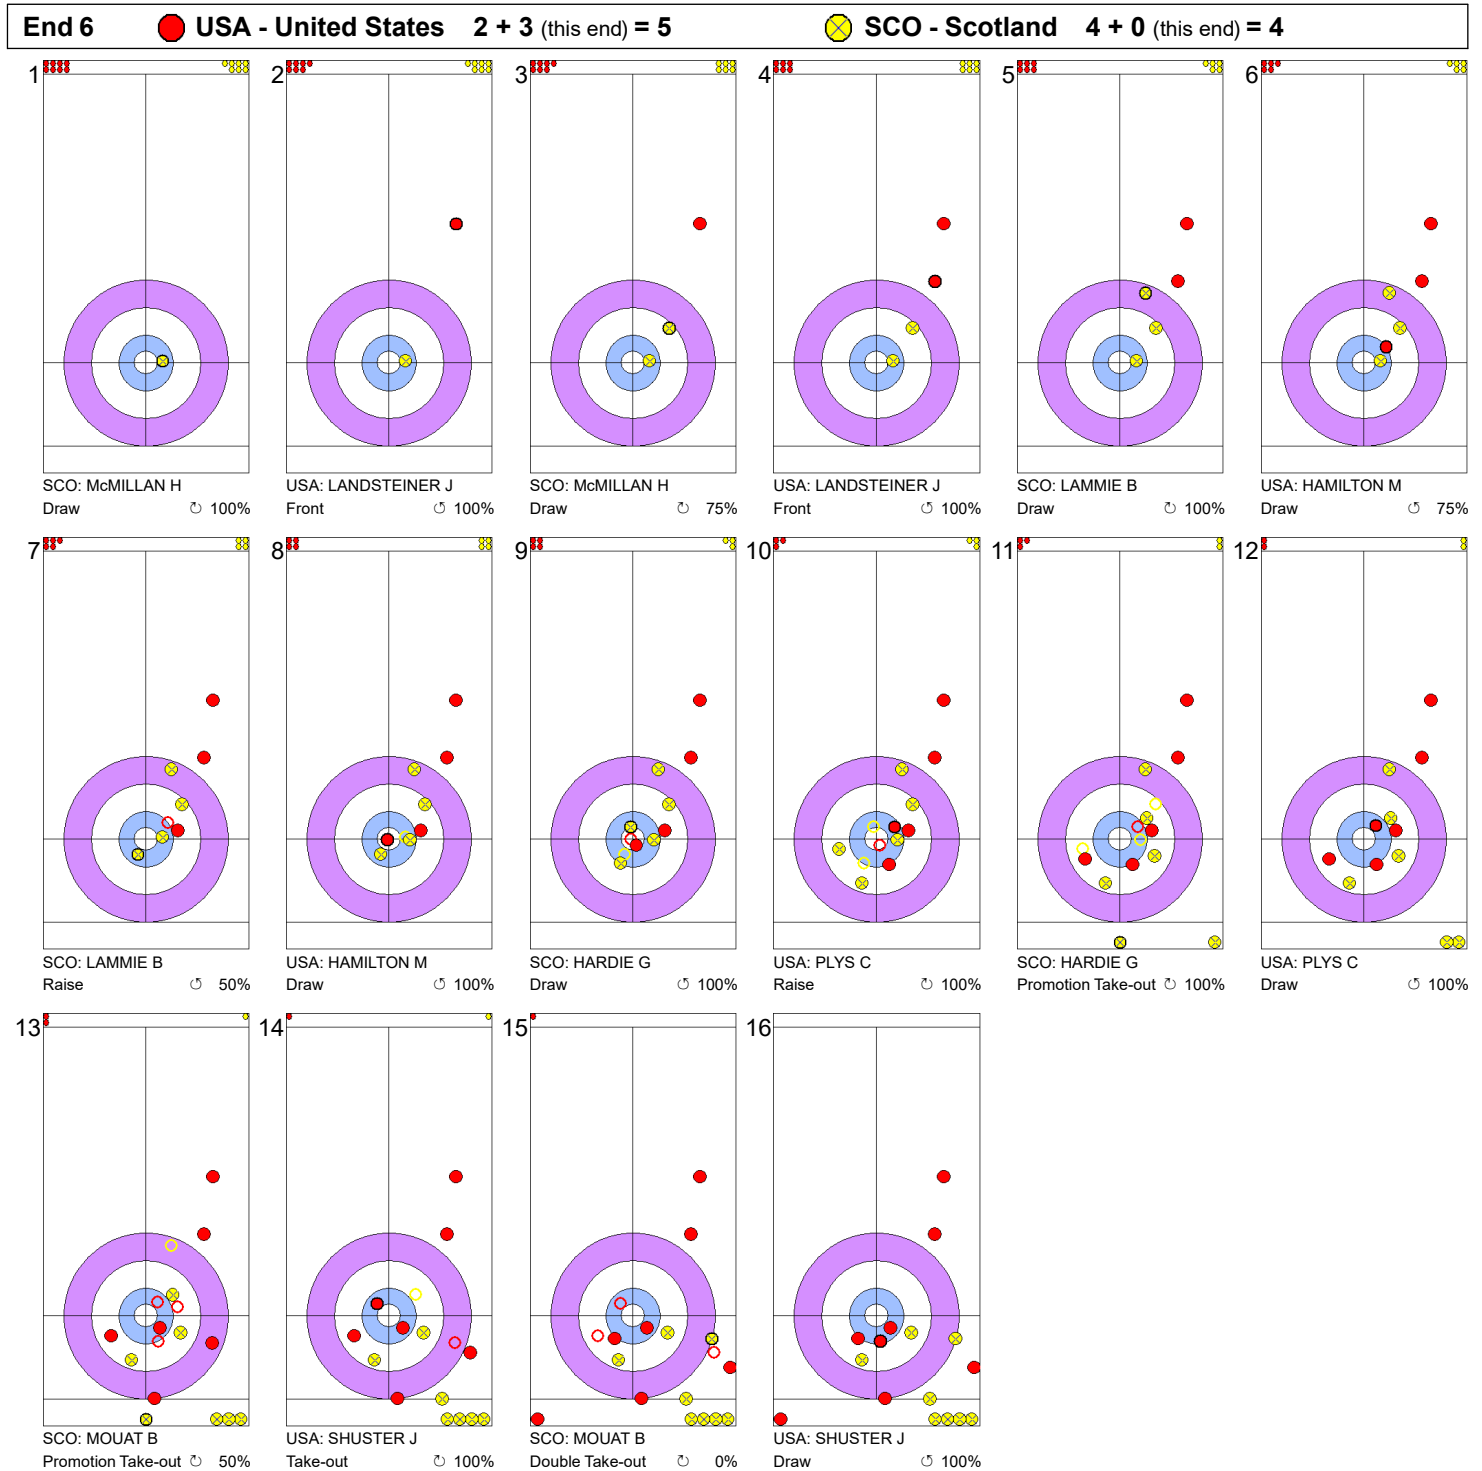 End 6 USA - United States 2 + 3 (this end) = 5 SCO - Scotland 4 + 0 (this end) = 4
1 2 3 4 5 6
SCO: McMILLAN H USA: LANDSTEINER J SCO: McMILLAN H USA: LANDSTEINER J SCO: LAMMIE B USA: HAMILTON M
Draw ↻ 100% Front ↺ 100% Draw ↻ 75% Front ↺ 100% Draw ↻ 100% Draw ↺ 75%
7 8 9 10 11 12
SCO: LAMMIE B USA: HAMILTON M SCO: HARDIE G USA: PLYS C SCO: HARDIE G USA: PLYS C
Raise ↺ 50% Draw ↺ 100% Draw ↺ 100% Raise ↻ 100% Promotion Take-out ↻ 100% Draw ↺ 100%
13 14 15 16
SCO: MOUAT B USA: SHUSTER J SCO: MOUAT B USA: SHUSTER J
Promotion Take-out ↻ 50% Take-out ↻ 100% Double Take-out ↻ 0% Draw ↺ 100%